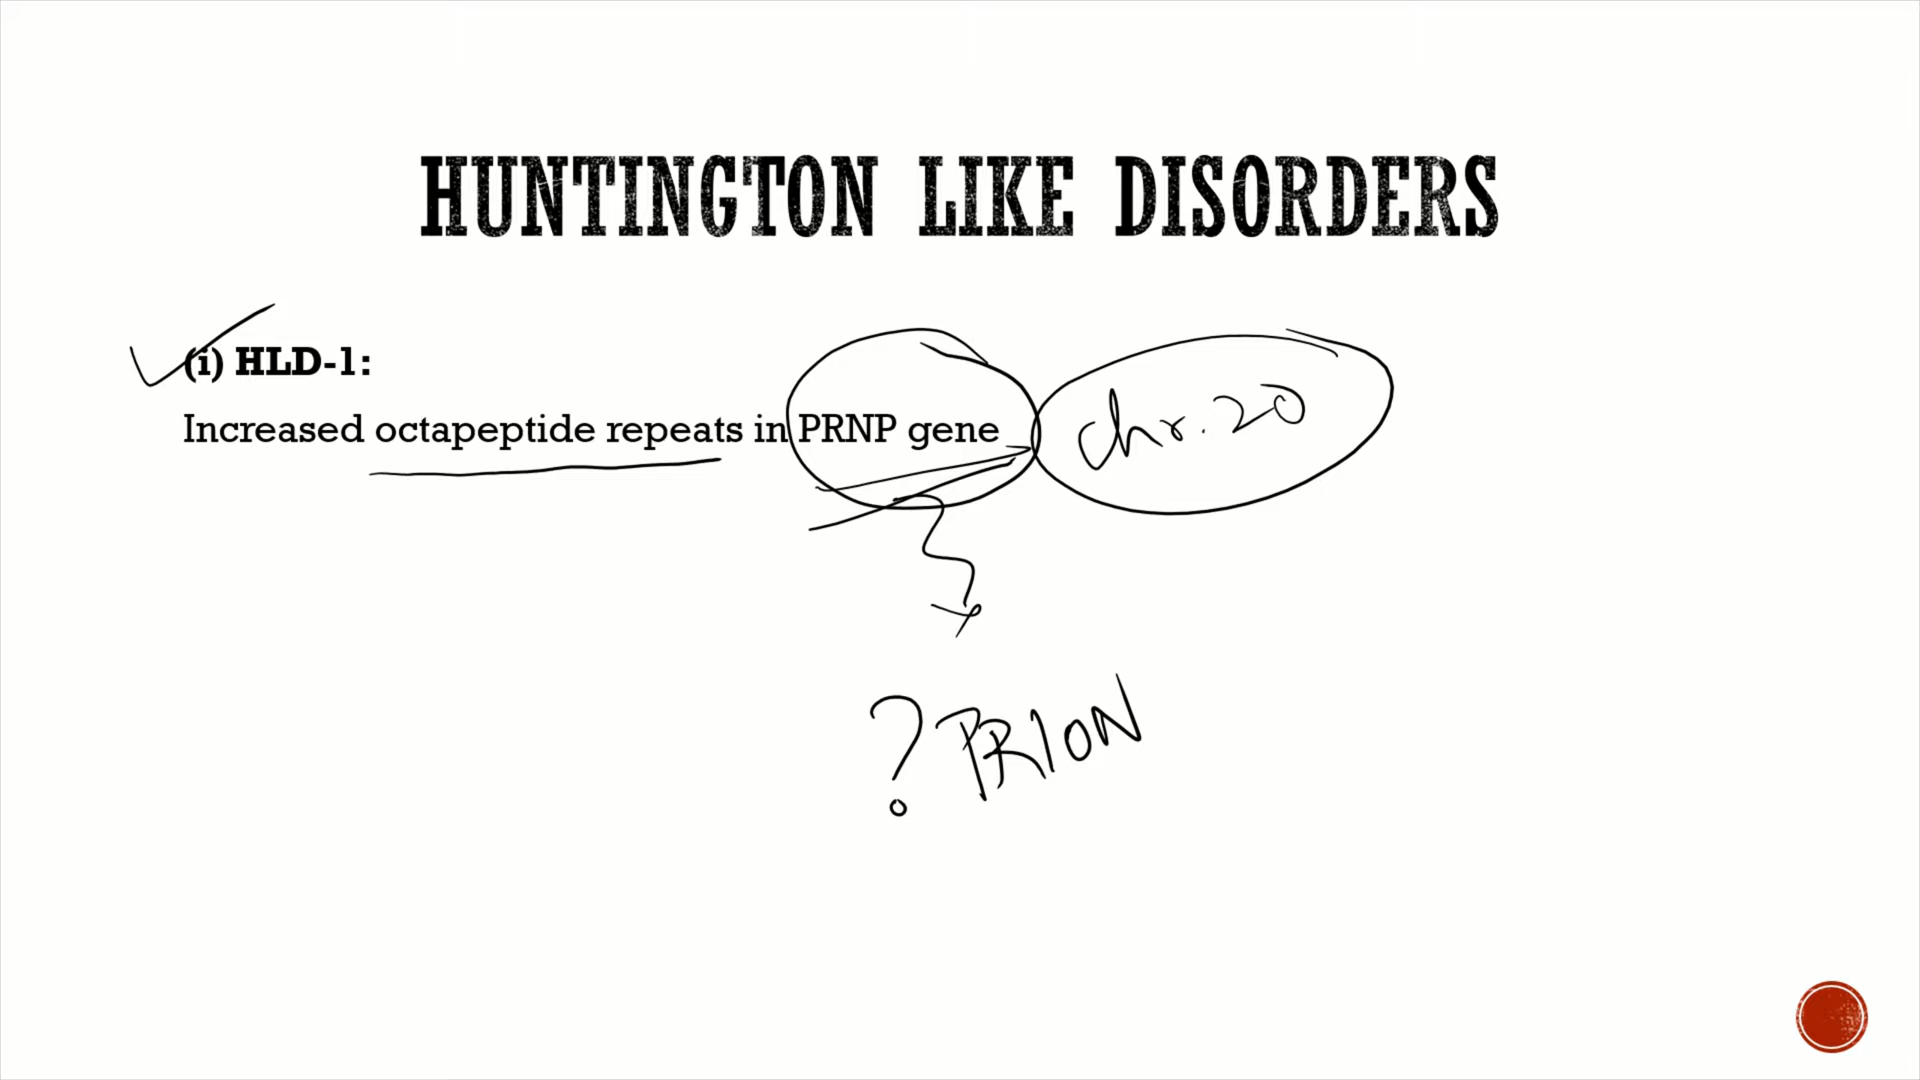 HUNTINGTON LIKE DISORDERS
(i) HLD-1:
Increased octapeptide repeats in PRNP gene
chr. 20
? PRION